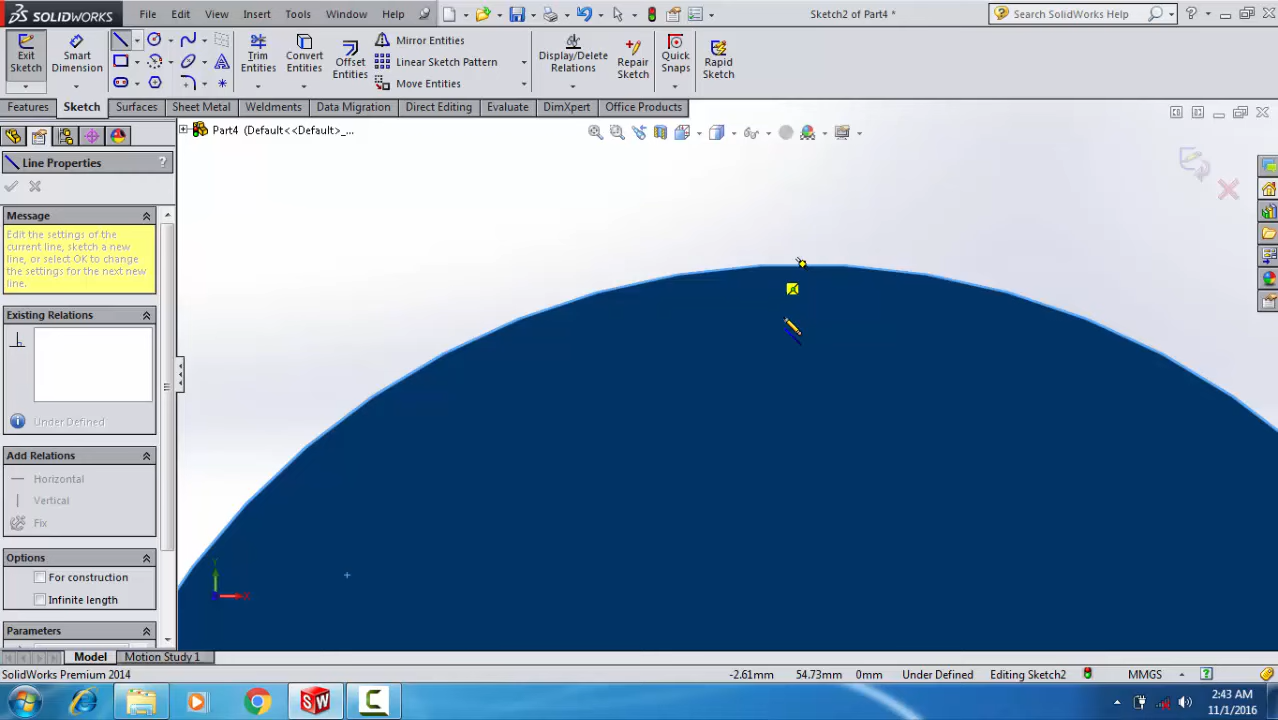 SOLIDWORKS File Edit View Insert Tools Window Help Sketch2 of Part4 * Search SolidWorks Help
Exit Sketch Smart Dimension Trim Entities Convert Entities Offset Entities Mirror Entities Linear Sketch Pattern Move Entities Display/Delete Relations Repair Sketch Quick Snaps Rapid Sketch
Features Sketch Surfaces Sheet Metal Weldments Data Migration Direct Editing Evaluate DimXpert Office Products
Part4 (Default<<Default>_...
Line Properties ?
Message
Edit the settings of the
current line, sketch a new
line, or select OK to change
the settings for the next new
line.
Existing Relations
Under Defined
Add Relations
Horizontal
Vertical
Fix
Options
For construction
Infinite length
Parameters
Y
X
Model Motion Study 1
SolidWorks Premium 2014 -2.61mm 54.73mm 0mm Under Defined Editing Sketch2 MMGS ?
2:43 AM
11/1/2016